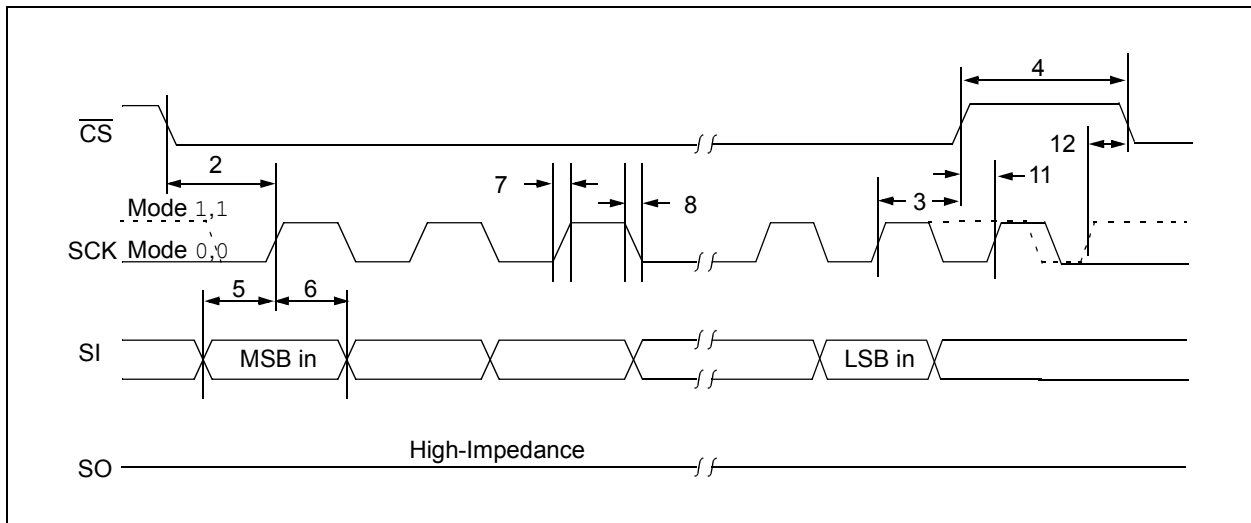 4
CS
12
2
7
8
3
11
Mode 1,1
SCK Mode 0,0
5
6
SI
MSB in
LSB in
High-Impedance
SO